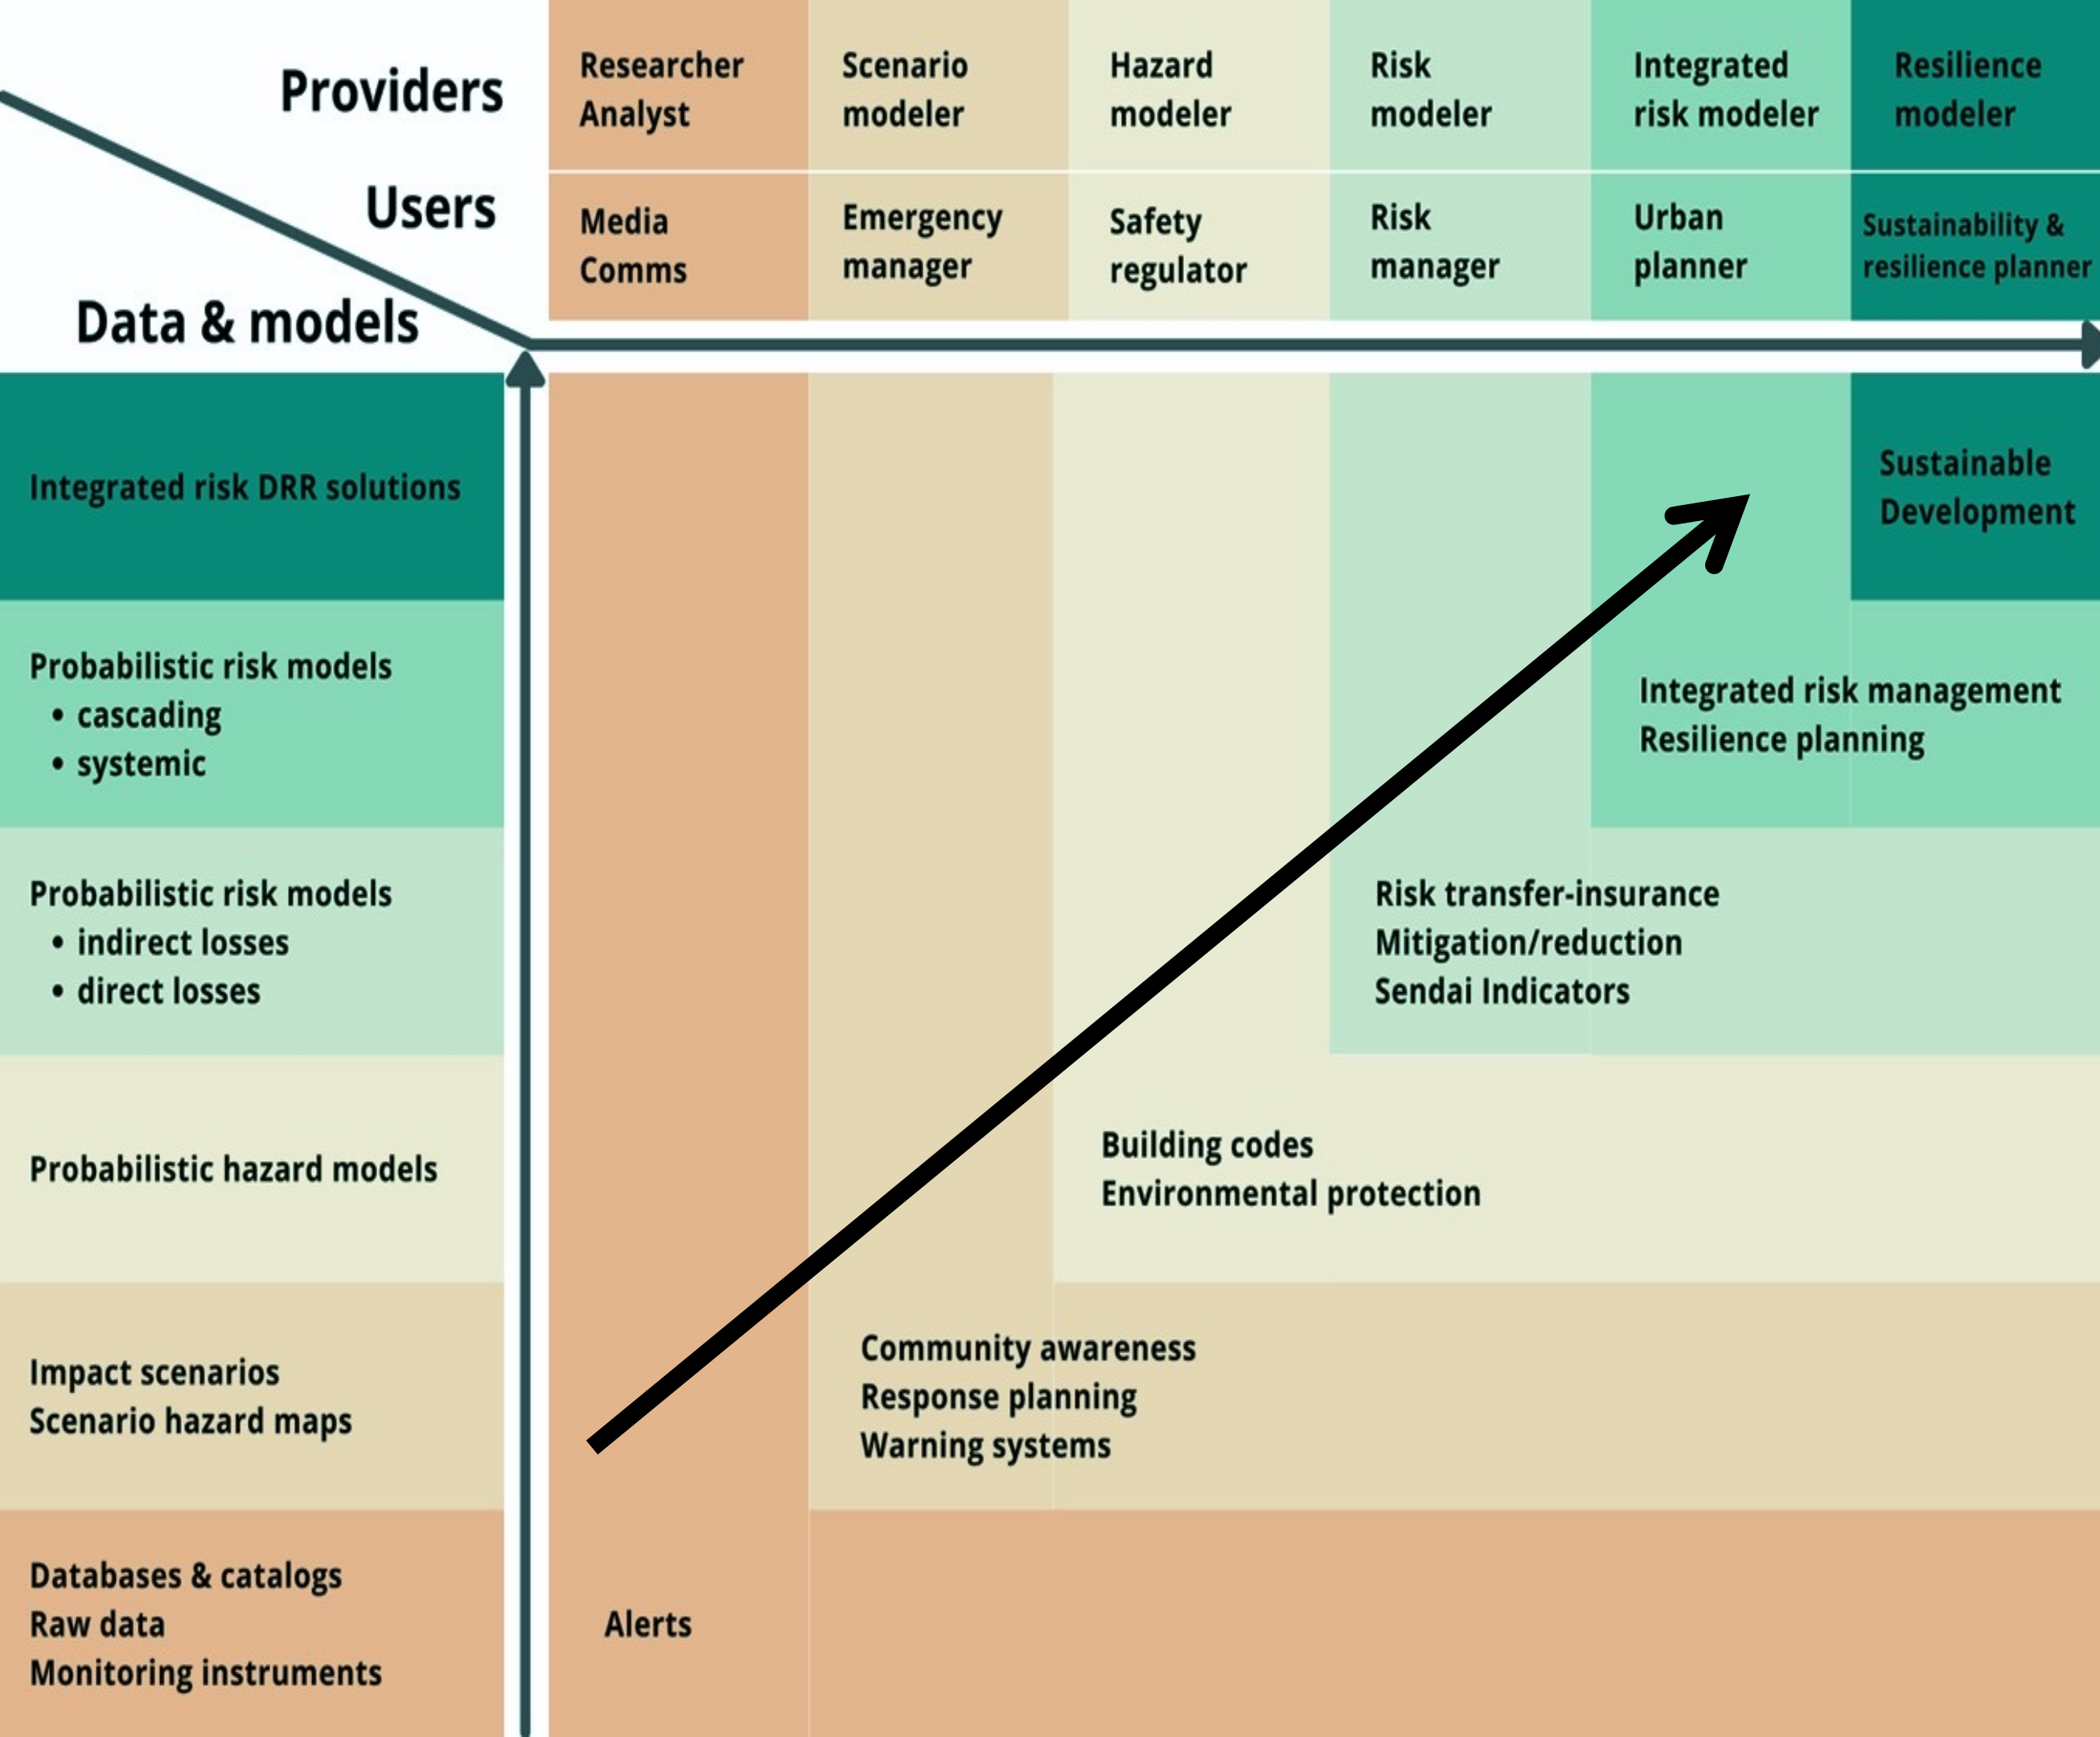 Providers
Researcher
Analyst
Scenario
modeler
Hazard
modeler
Risk
modeler
Integrated
risk modeler
Resilience
modeler
Users
Media
Comms
Emergency
manager
Safety
regulator
Risk
manager
Urban
planner
Sustainability &
resilience planner
Data & models
Integrated risk DRR solutions
Sustainable
Development
Probabilistic risk models
• cascading
• systemic
Integrated risk management
Resilience planning
Probabilistic risk models
• indirect losses
• direct losses
Risk transfer-insurance
Mitigation/reduction
Sendai Indicators
Probabilistic hazard models
Building codes
Environmental protection
Impact scenarios
Scenario hazard maps
Community awareness
Response planning
Warning systems
Databases & catalogs
Raw data
Monitoring instruments
Alerts